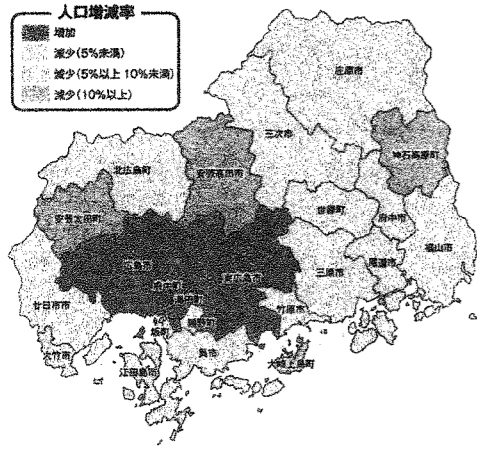 人口増減率
増加
減少(5%未満)
減少(5%以上 10%未満)
減少(10%以上)
庄原市
三次市
神石高原町
北広島町
安芸高田市
世羅町
府中市
安芸太田町
福山市
広島市
府中町
海田町
東広島市
三原市
尾道市
廿日市市
竹原市
坂町
熊野町
大竹市
江田島市
呉市
大崎上島町